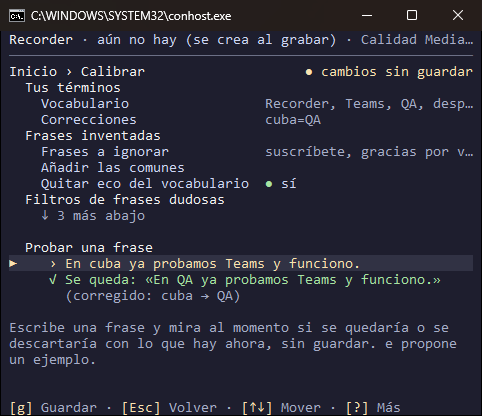 C:\WINDOWS\SYSTEM32\conhost.exe
Recorder · aún no hay (se crea al grabar) · Calidad Media…
Inicio › Calibrar ● cambios sin guardar
Tus términos
Vocabulario Recorder, Teams, QA, desp…
Correcciones cuba=QA
Frases inventadas
Frases a ignorar suscríbete, gracias por v…
Añadir las comunes
Quitar eco del vocabulario ● sí
Filtros de frases dudosas
↓ 3 más abajo
Probar una frase
► › En cuba ya probamos Teams y funciono.
√ Se queda: «En QA ya probamos Teams y funciono.»
(corregido: cuba → QA)
Escribe una frase y mira al momento si se quedaría o se
descartaría con lo que hay ahora, sin guardar. e propone
un ejemplo.
[g] Guardar · [Esc] Volver · [↑↓] Mover · [?] Más